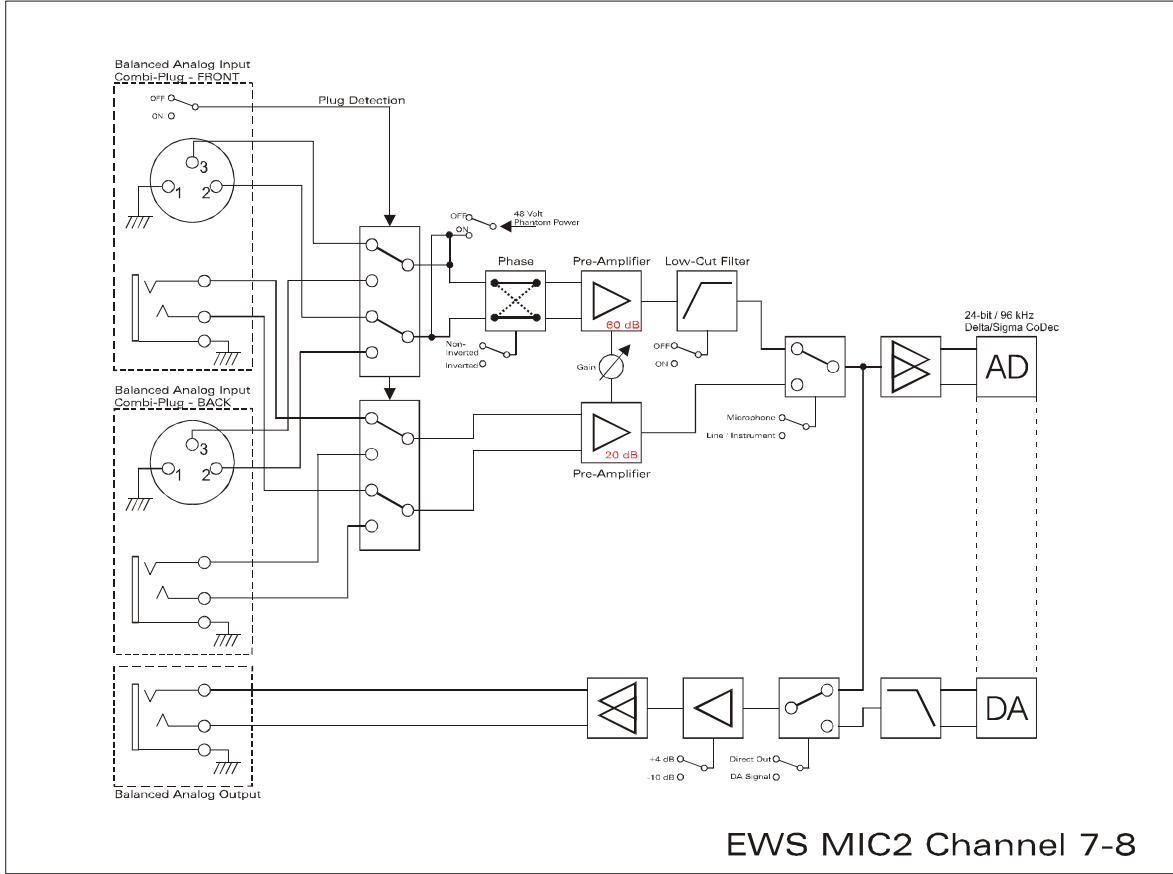 Balanced Analog Input
Combi-Plug - FRONT
OFF
ON
Plug Detection
3
1
2
OFF
ON
48 Volt
Phantom Power
Phase
Pre-Amplifier
Low-Cut Filter
60 dB
Non-
Inverted
Inverted
Gain
OFF
ON
24-bit / 96 kHz
Delta/Sigma CoDec
AD
Balanced Analog Input
Combi-Plug - BACK
3
1
2
20 dB
Pre-Amplifier
Microphone
Line / Instrument
DA
+4 dB
-10 dB
Direct Out
DA Signal
Balanced Analog Output
EWS MIC2 Channel 7-8